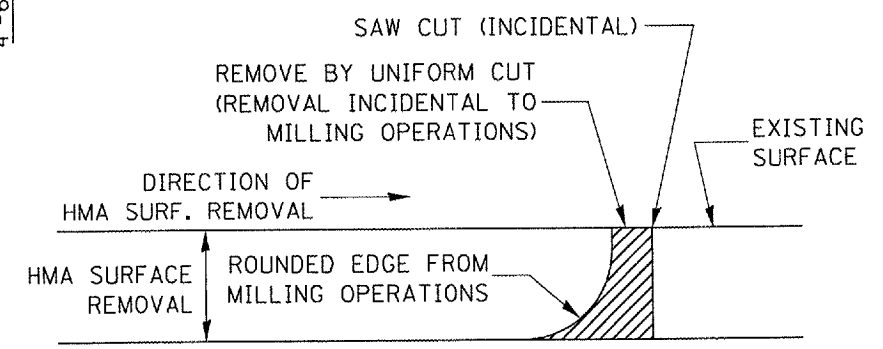 SAW CUT (INCIDENTAL)
REMOVE BY UNIFORM CUT
(REMOVAL INCIDENTAL TO
MILLING OPERATIONS)
EXISTING
SURFACE
DIRECTION OF
HMA SURF. REMOVAL
HMA SURFACE
REMOVAL
ROUNDED EDGE FROM
MILLING OPERATIONS